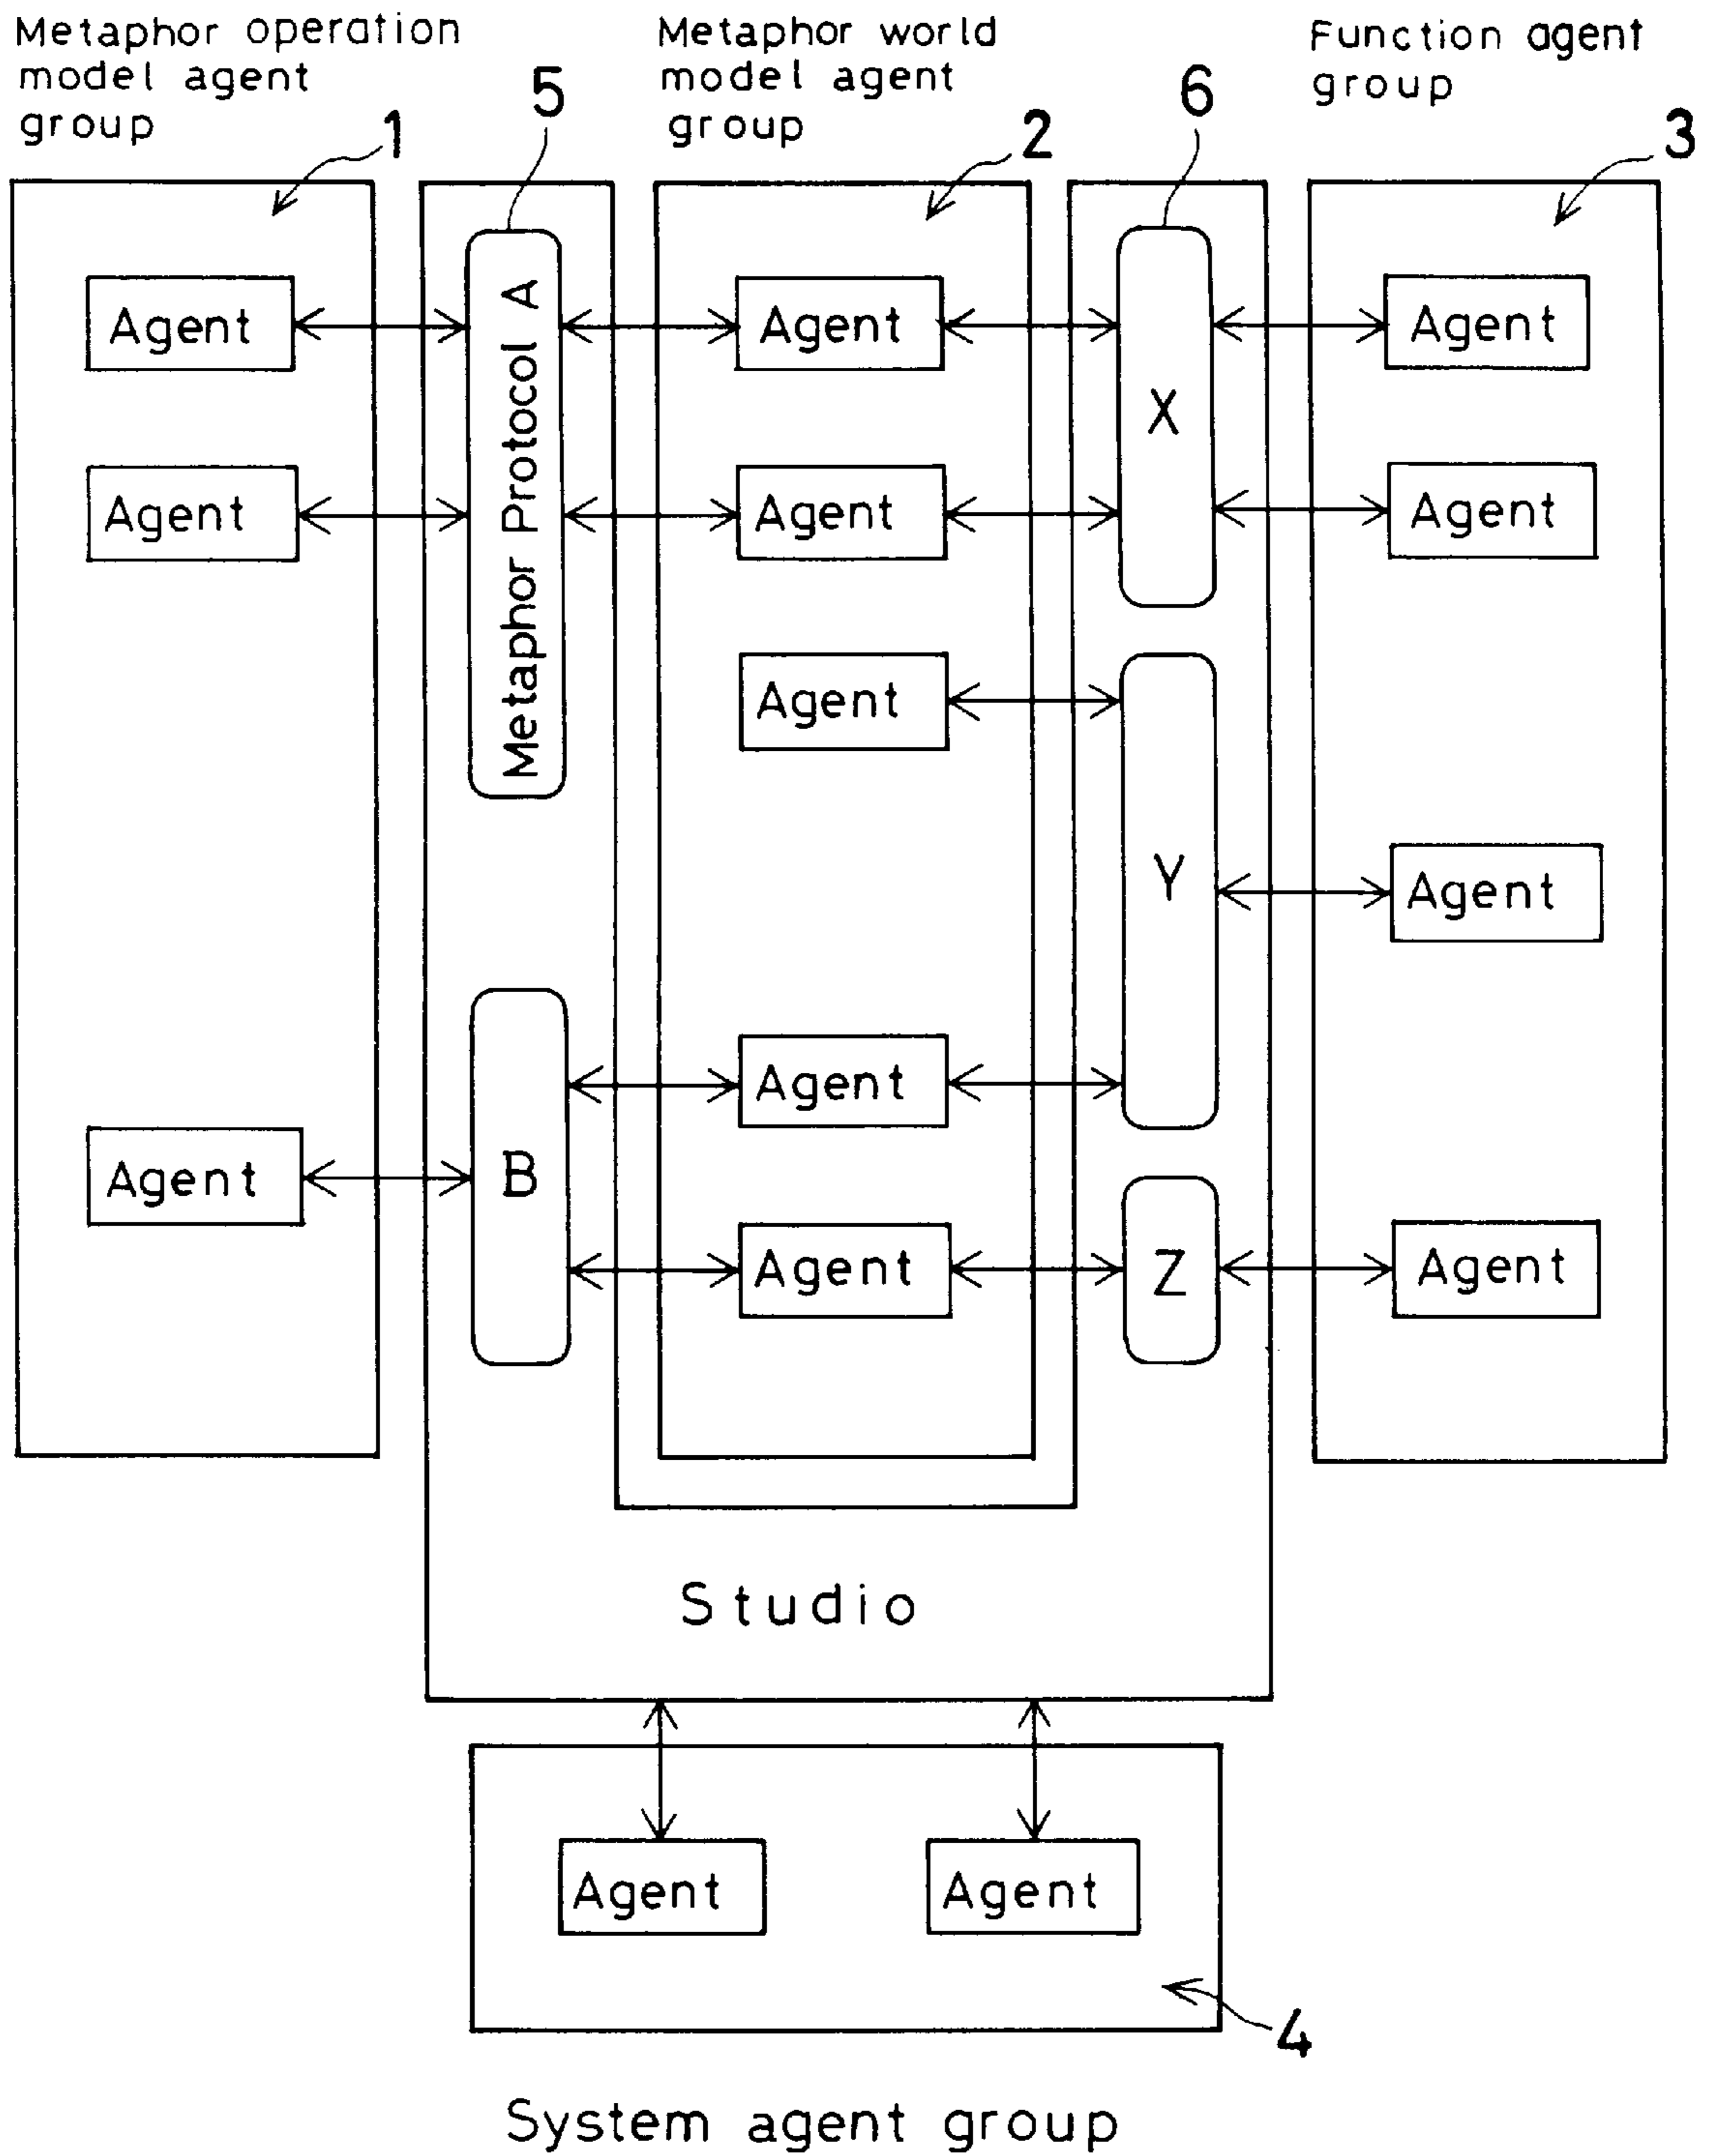 Metaphor operation
model agent
group
1
5
Metaphor world
model agent
group
2
6
Function agent
group
3
Agent
Agent
Agent
Metaphor Protocol A
B
Agent
Agent
Agent
Agent
Agent
X
Y
Z
Agent
Agent
Agent
Agent
Studio
Agent
Agent
4
System agent group